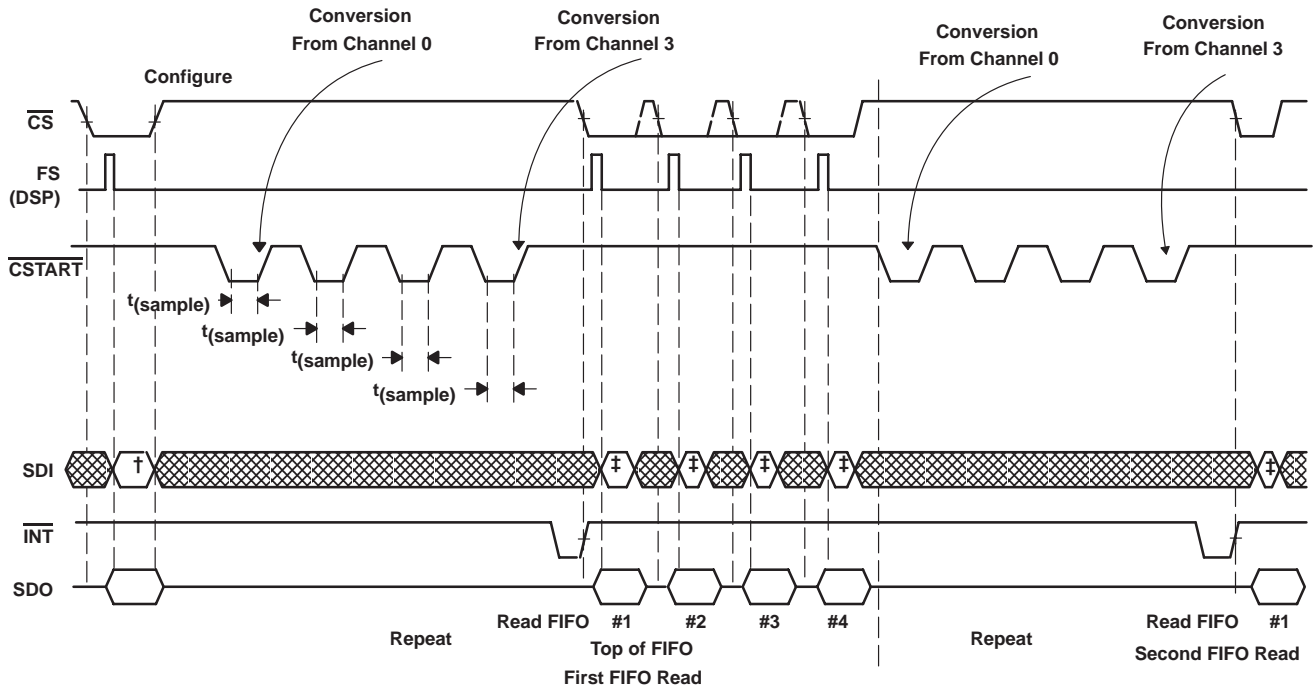 Conversion
From Channel 0
Conversion
From Channel 3
Conversion
From Channel 0
Conversion
From Channel 3
Configure
CS
FS
(DSP)
CSTART
t(sample)
t(sample)
t(sample)
t(sample)
SDI
†
‡
‡
‡
‡
‡
INT
SDO
Repeat
Read FIFO
#1
#2
#3
#4
Top of FIFO
First FIFO Read
Repeat
Read FIFO
#1
Second FIFO Read